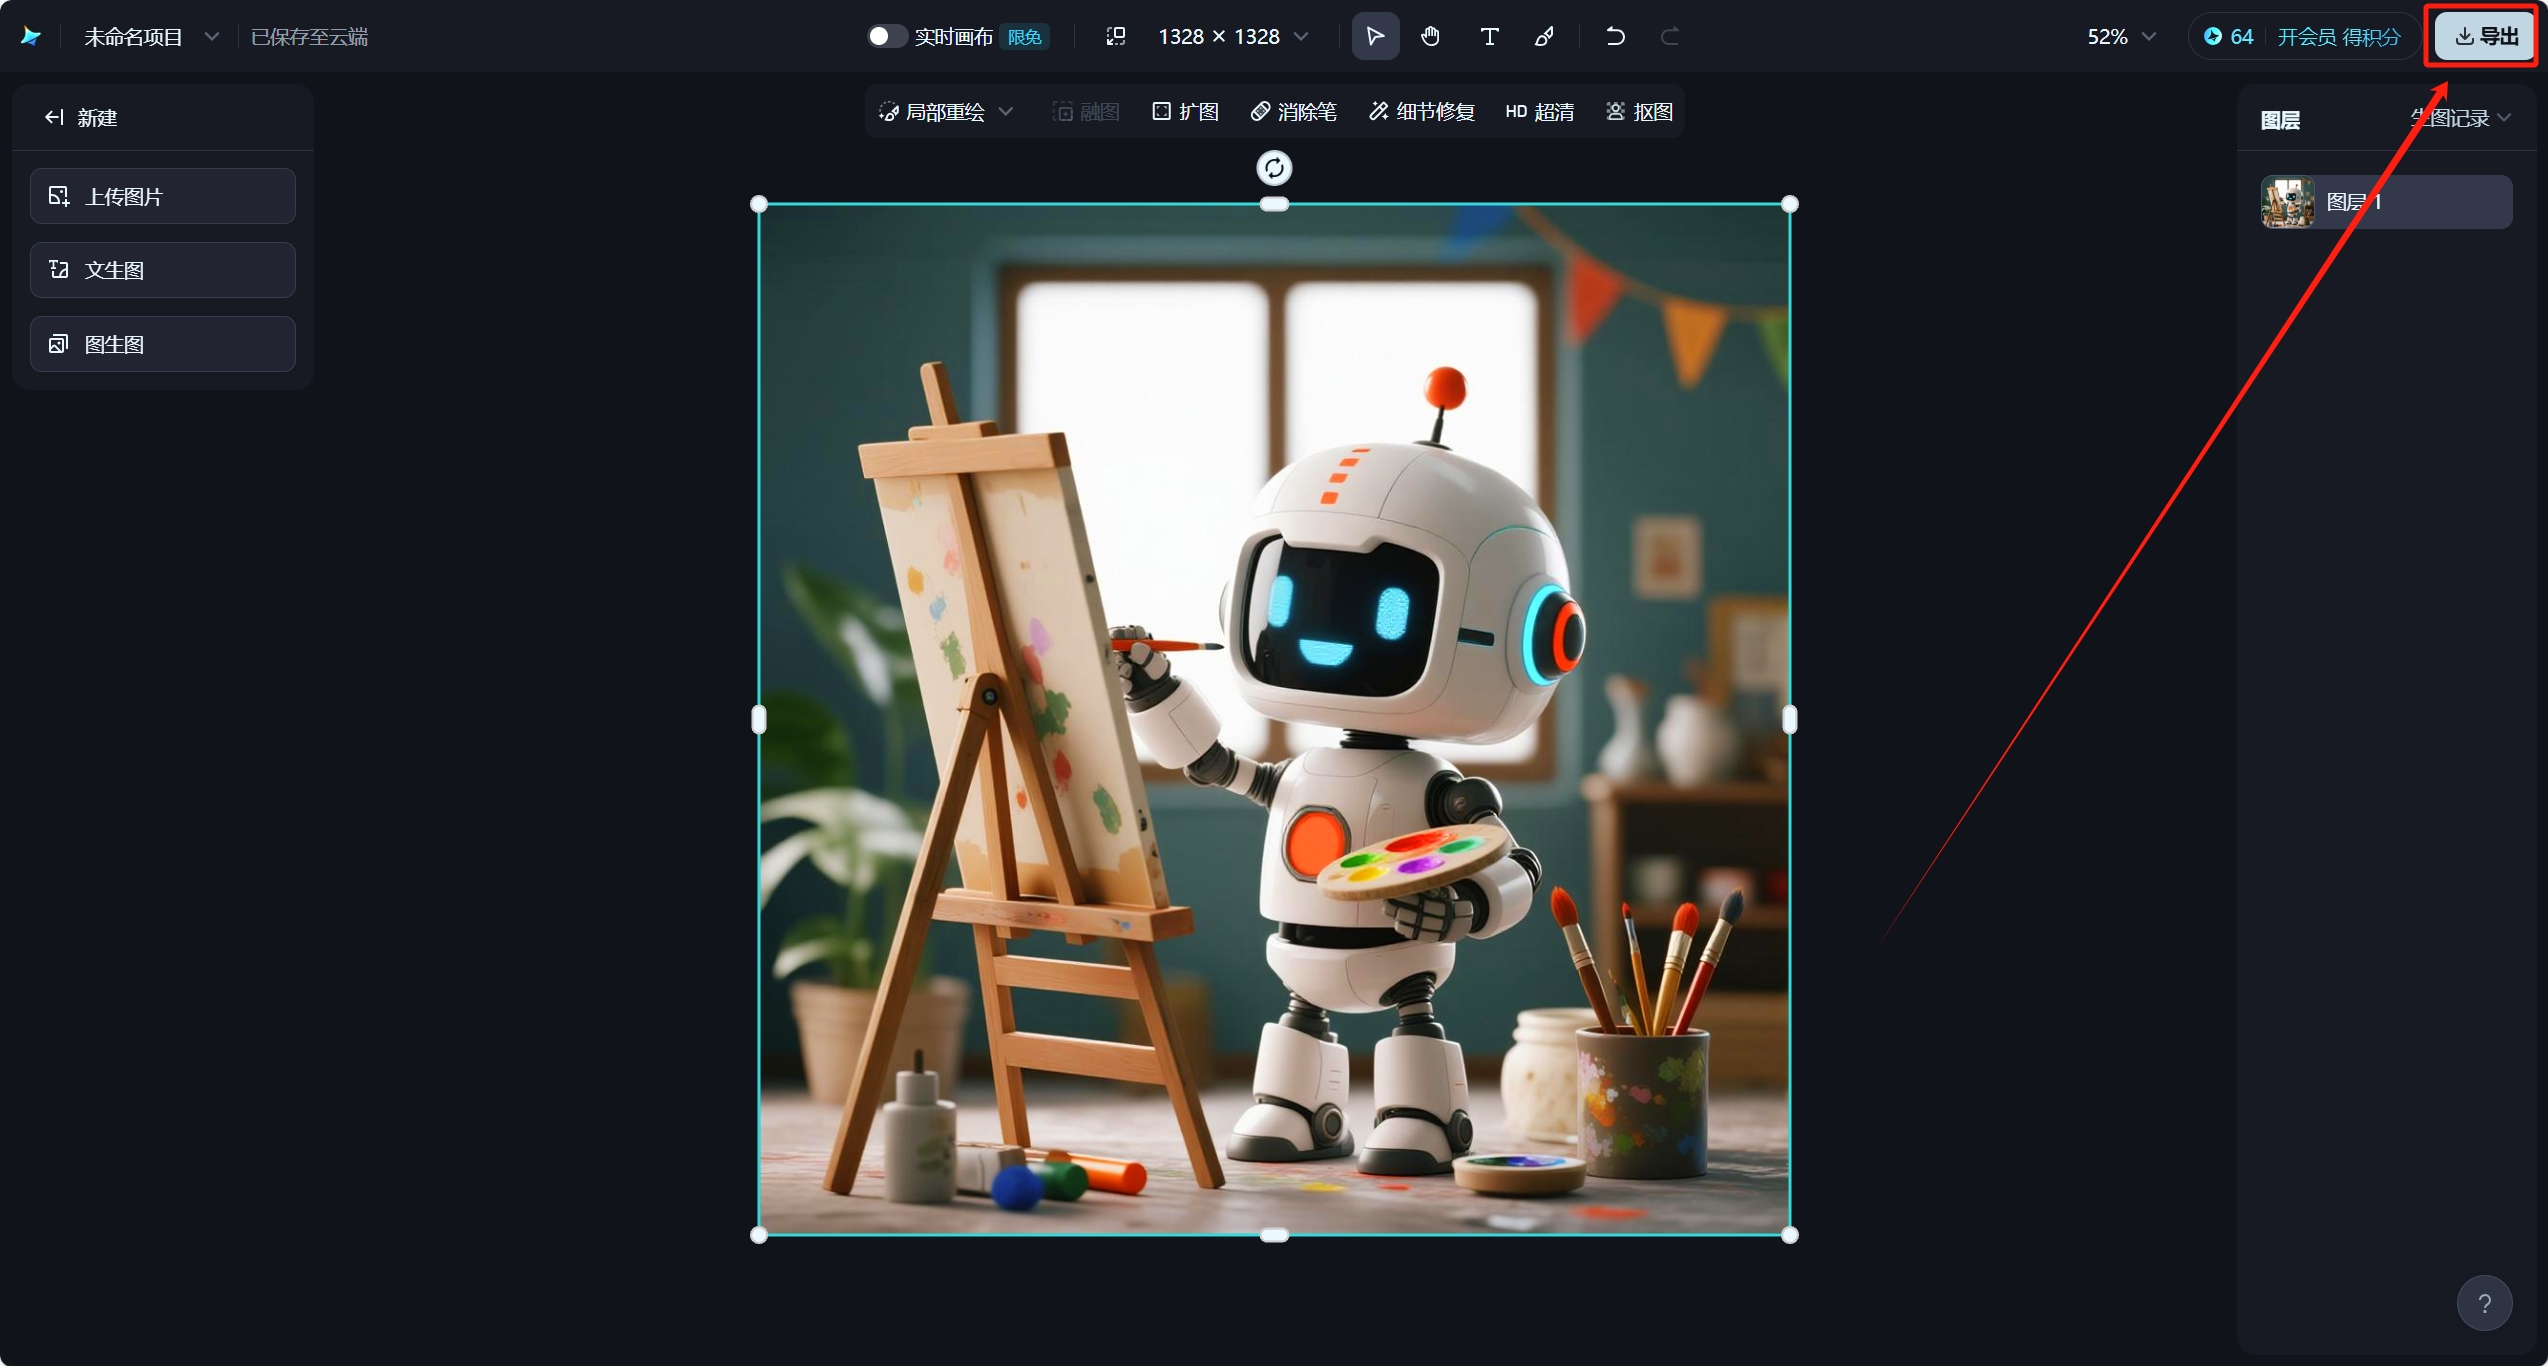 未命名项目
已保存至云端
实时画布 限免
1328 × 1328
52%
64 开会员 得积分
导出
新建
上传图片
文生图
图生图
局部重绘 融图 扩图 消除笔 细节修复 HD 超清 抠图
图层 生图记录
图层 1
?